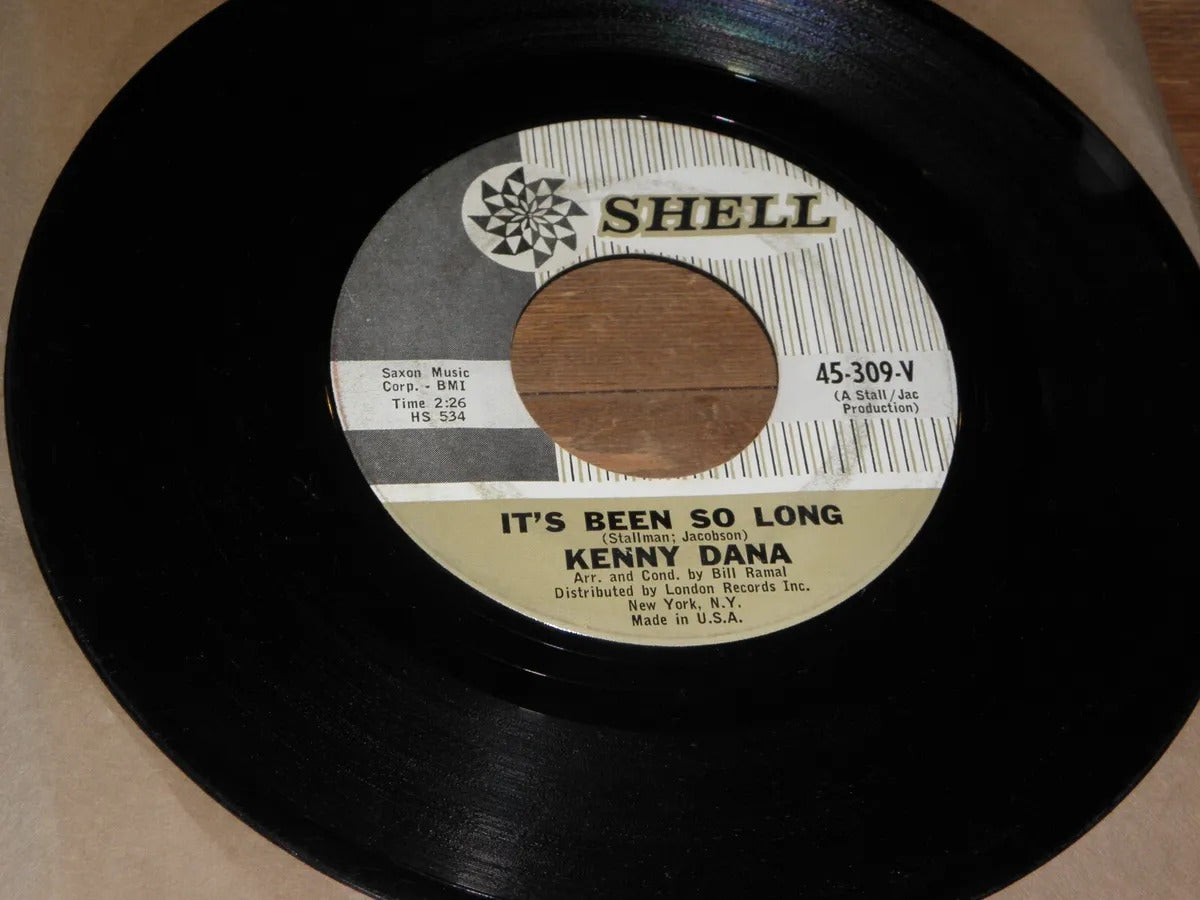 SHELL
Saxon Music
Corp. - BMI
Time 2:26
HS 534
45-309-V
(A Stall/Jac
Production)
IT'S BEEN SO LONG
(Stallman; Jacobson)
KENNY DANA
Arr. and Cond. by Bill Ramal
Distributed by London Records Inc.
New York, N.Y.
Made in U.S.A.